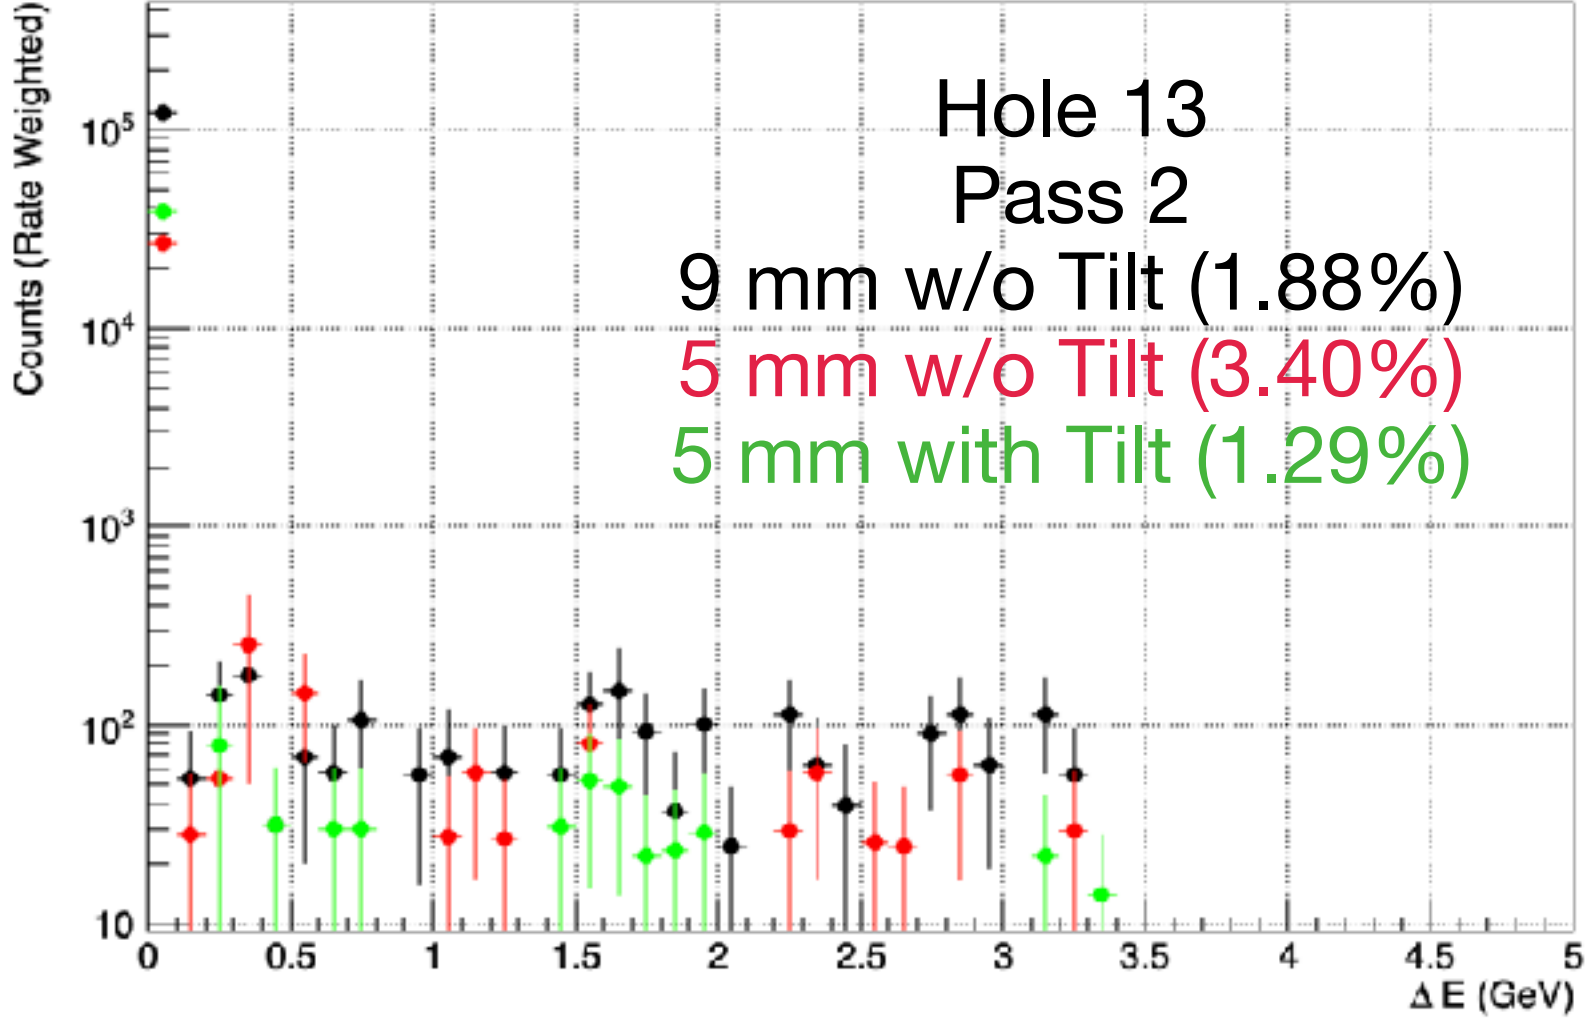 Counts (Rate Weighted)
Hole 13
Pass 2
9 mm w/o Tilt (1.88%)
5 mm w/o Tilt (3.40%)
5 mm with Tilt (1.29%)
10⁵
10⁴
10³
10²
10
0 0.5 1 1.5 2 2.5 3 3.5 4 4.5 5
Δ E (GeV)